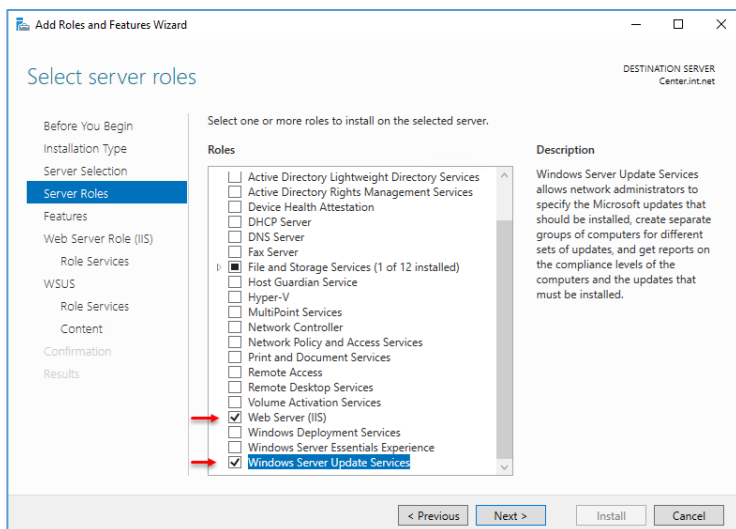 Add Roles and Features Wizard
Select server roles
DESTINATION SERVER
Center.int.net
Before You Begin
Installation Type
Server Selection
Server Roles
Features
Web Server Role (IIS)
Role Services
WSUS
Role Services
Content
Confirmation
Results
Select one or more roles to install on the selected server.
Roles
Active Directory Lightweight Directory Services
Active Directory Rights Management Services
Device Health Attestation
DHCP Server
DNS Server
Fax Server
File and Storage Services (1 of 12 installed)
Host Guardian Service
Hyper-V
MultiPoint Services
Network Controller
Network Policy and Access Services
Print and Document Services
Remote Access
Remote Desktop Services
Volume Activation Services
Web Server (IIS)
Windows Deployment Services
Windows Server Essentials Experience
Windows Server Update Services
Description
Windows Server Update Services
allows network administrators to
specify the Microsoft updates that
should be installed, create separate
groups of computers for different
sets of updates, and get reports on
the compliance levels of the
computers and the updates that
must be installed.
< Previous
Next >
Install
Cancel